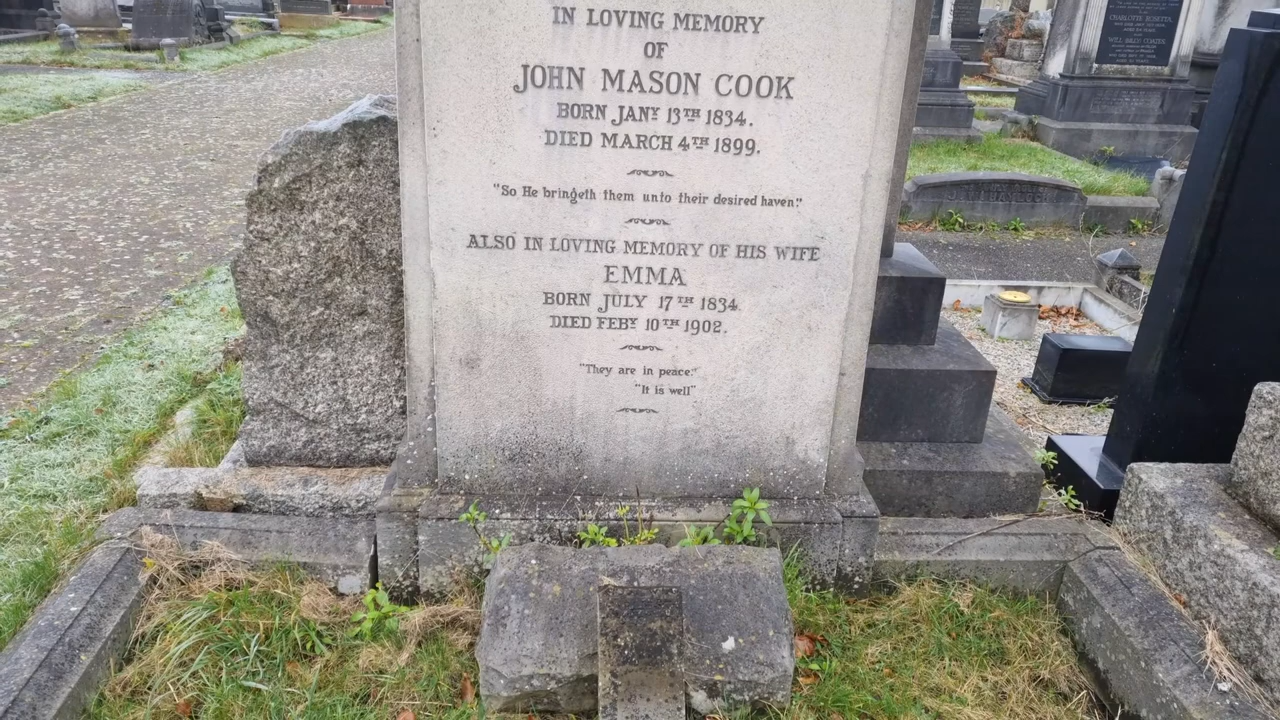 IN LOVING MEMORY
OF
JOHN MASON COOK
BORN JANY 13TH 1834.
DIED MARCH 4TH 1899.
"So He bringeth them unto their desired haven."
ALSO IN LOVING MEMORY OF HIS WIFE
EMMA
BORN JULY 17TH 1834.
DIED FEBY 10TH 1902.
"They are in peace."
"It is well"
CHARLOTTE ROSETTA